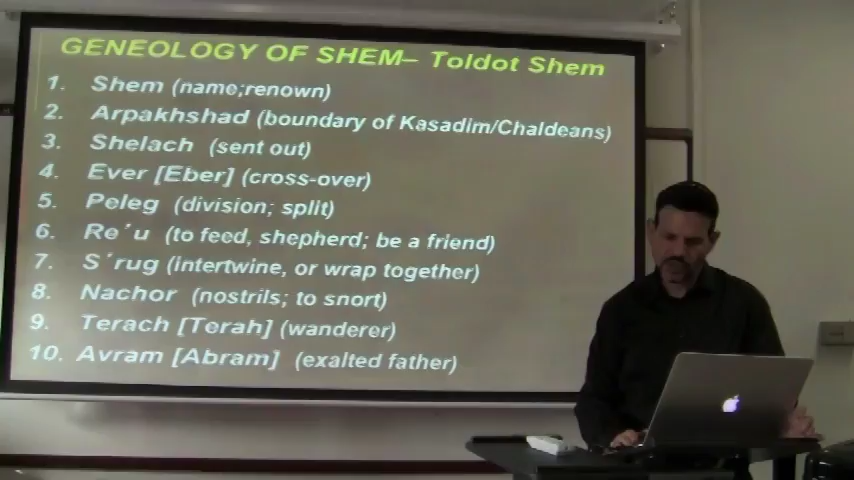 GENEOLOGY OF SHEM– Toldot Shem
1. Shem (name;renown)
2. Arpakhshad (boundary of Kasadim/Chaldeans)
3. Shelach (sent out)
4. Ever [Eber] (cross-over)
5. Peleg (division; split)
6. Re´u (to feed, shepherd; be a friend)
7. S´rug (intertwine, or wrap together)
8. Nachor (nostrils; to snort)
9. Terach [Terah] (wanderer)
10. Avram [Abram] (exalted father)